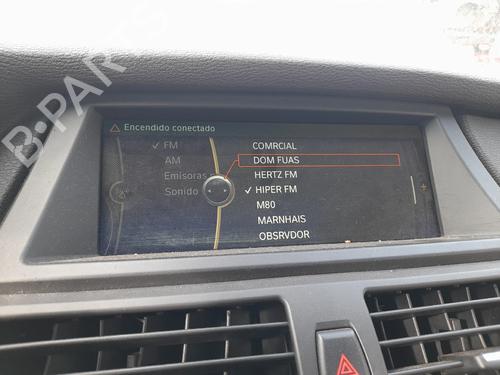 Encendido conectado
FM
AM
Emisoras
Sonido
COMRCIAL
DOM FUAS
HERTZ FM
HIPER FM
M80
MARNHAIS
OBSRVDOR
B-PARTS